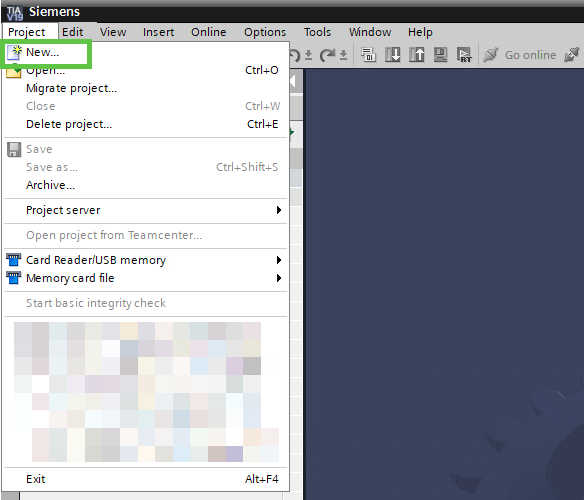 TIA
V19 Siemens
Project Edit View Insert Online Options Tools Window Help
New...
Open... Ctrl+O
Migrate project...
Close Ctrl+W
Delete project... Ctrl+E
Save
Save as... Ctrl+Shift+S
Archive...
Project server
Open project from Teamcenter...
Card Reader/USB memory
Memory card file
Start basic integrity check
Exit Alt+F4
RT Go online